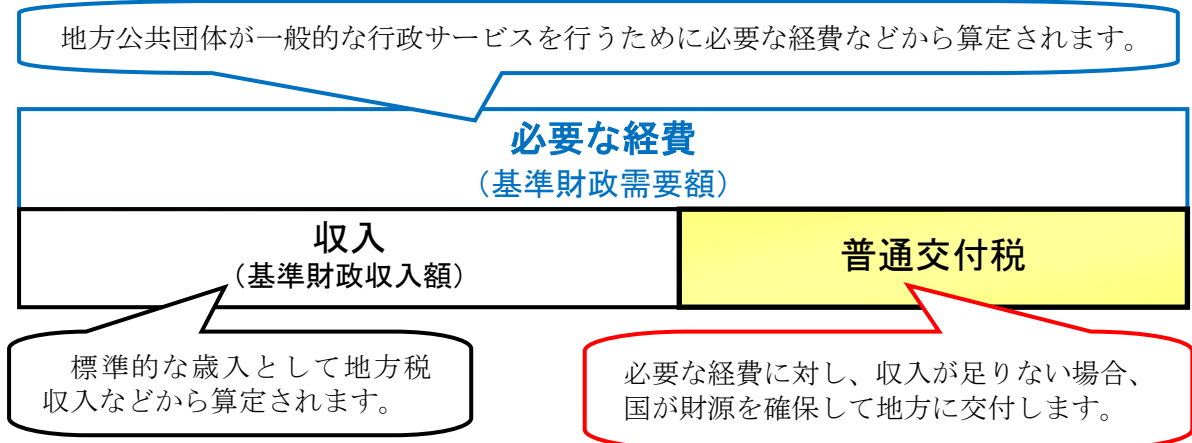 地方公共団体が一般的な行政サービスを行うために必要な経費などから算定されます。
必要な経費
（基準財政需要額）
収入
（基準財政収入額）
普通交付税
標準的な歳入として地方税
収入などから算定されます。
必要な経費に対し、収入が足りない場合、
国が財源を確保して地方に交付します。